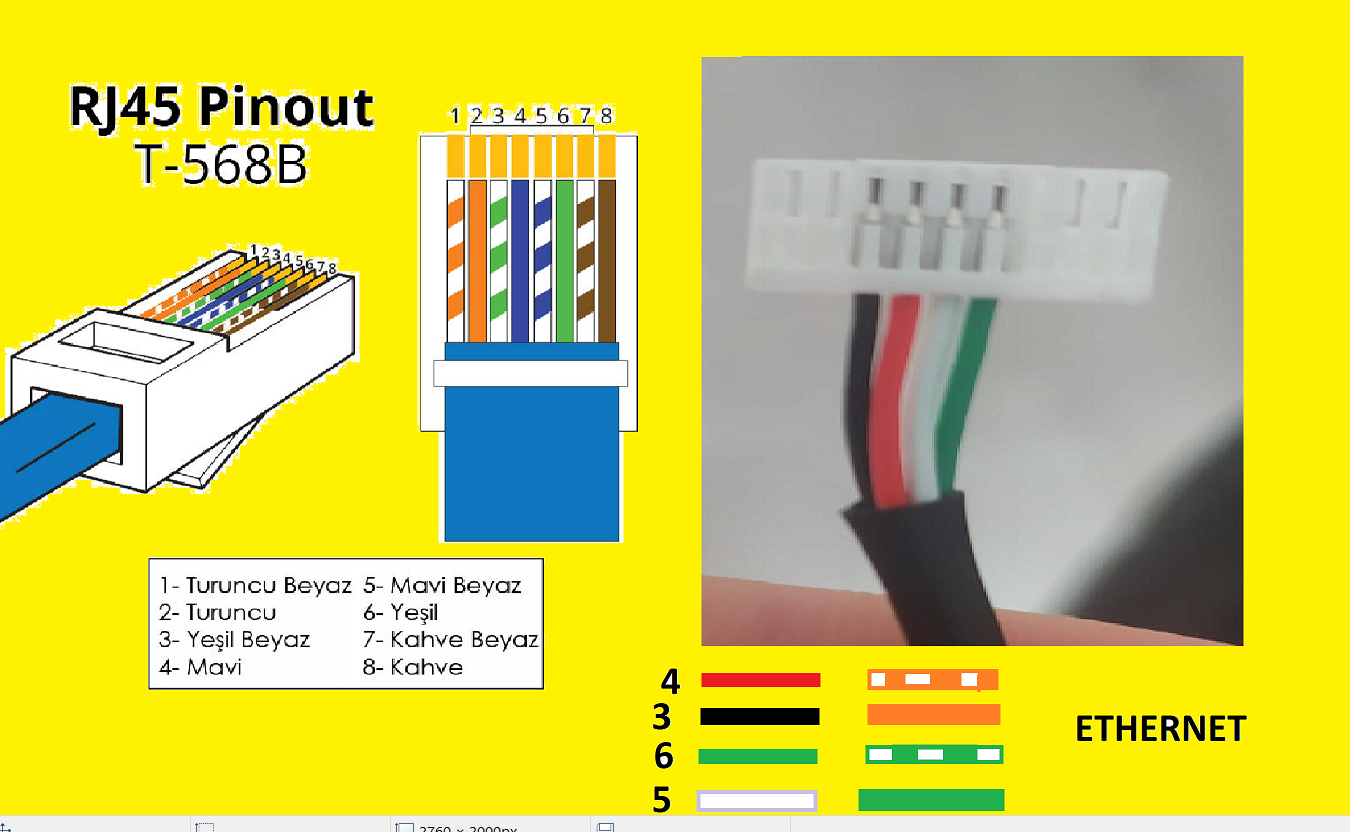 RJ45 Pinout
T-568B
1 2 3 4 5 6 7 8
1 2 3 4 5 6 7 8
1- Turuncu Beyaz 5- Mavi Beyaz
2- Turuncu 6- Yeşil
3- Yeşil Beyaz 7- Kahve Beyaz
4- Mavi 8- Kahve
4
3
6
5
ETHERNET
2760 × 2000px